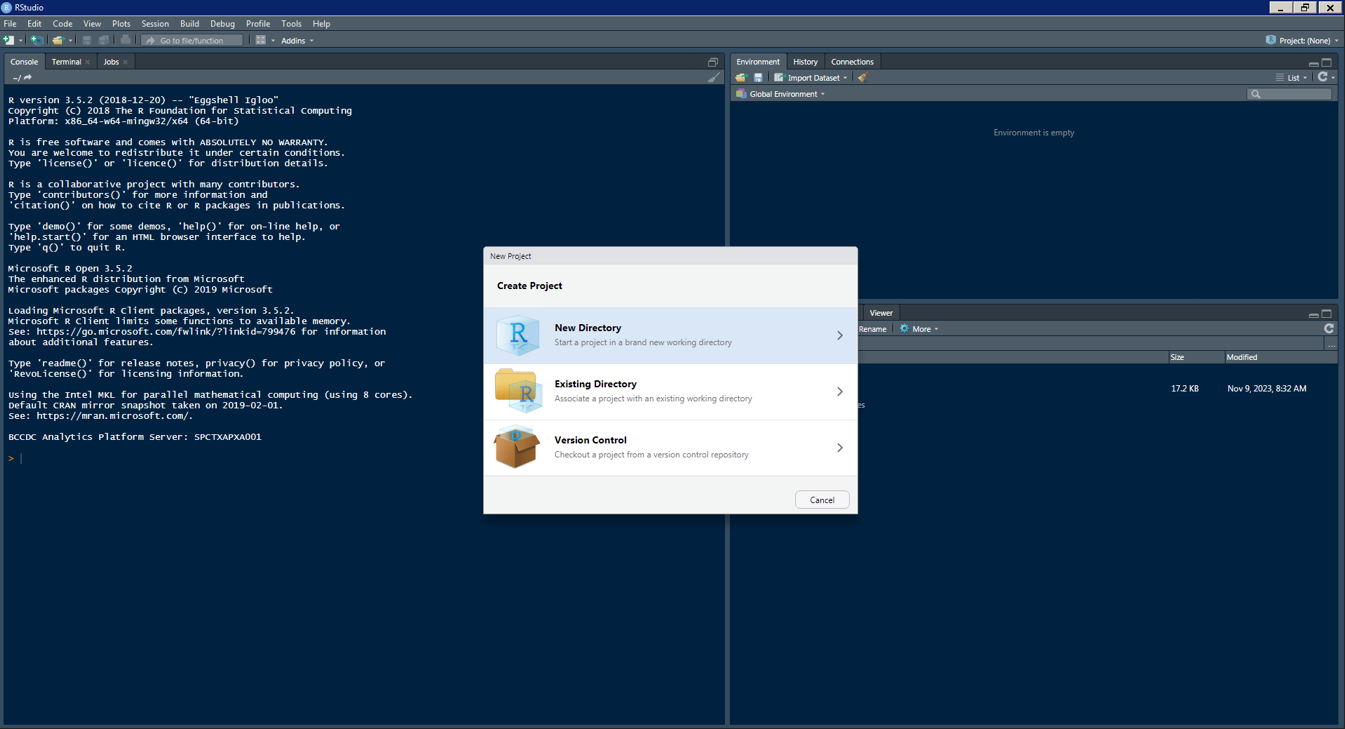 RStudio
File Edit Code View Plots Session Build Debug Profile Tools Help
Go to file/function Addins Project: (None)
Console Terminal Jobs
~/
R version 3.5.2 (2018-12-20) -- "Eggshell Igloo"
Copyright (C) 2018 The R Foundation for Statistical Computing
Platform: x86_64-w64-mingw32/x64 (64-bit)
R is free software and comes with ABSOLUTELY NO WARRANTY.
You are welcome to redistribute it under certain conditions.
Type 'license()' or 'licence()' for distribution details.
R is a collaborative project with many contributors.
Type 'contributors()' for more information and
'citation()' on how to cite R or R packages in publications.
Type 'demo()' for some demos, 'help()' for on-line help, or
'help.start()' for an HTML browser interface to help.
Type 'q()' to quit R.
Microsoft R Open 3.5.2
The enhanced R distribution from Microsoft
Microsoft packages Copyright (C) 2019 Microsoft
Loading Microsoft R Client packages, version 3.5.2.
Microsoft R Client limits some functions to available memory.
See: https://go.microsoft.com/fwlink/?linkid=799476 for information
about additional features.
Type 'readme()' for release notes, privacy() for privacy policy, or
'RevoLicense()' for licensing information.
Using the Intel MKL for parallel mathematical computing (using 8 cores).
Default CRAN mirror snapshot taken on 2019-02-01.
See: https://mran.microsoft.com/.
BCCDC Analytics Platform Server: SPCTXAPXA001
>
Environment History Connections
Import Dataset List
Global Environment
Environment is empty
New Project
Create Project
R
New Directory
Start a project in a brand new working directory
R
Existing Directory
Associate a project with an existing working directory
Version Control
Checkout a project from a version control repository
Cancel
Viewer
Rename More
...
Size Modified
17.2 KB Nov 9, 2023, 8:32 AM
es